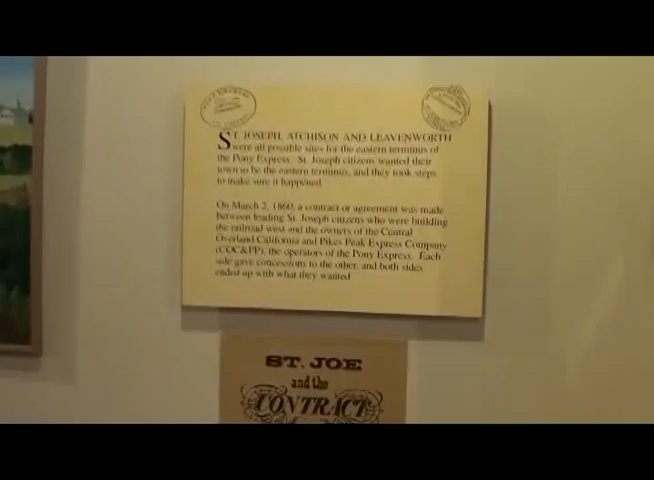 ST. JOSEPH, ATCHISON AND LEAVENWORTH
were all possible sites for the eastern terminus of
the Pony Express. St. Joseph citizens wanted their
town to be the eastern terminus, and they took steps
to make sure it happened.
On March 2, 1860, a contract or agreement was made
between leading St. Joseph citizens who were building
the railroad west and the owners of the Central
Overland California and Pikes Peak Express Company
(COC&PP), the operators of the Pony Express. Each
side gave concessions to the other, and both sides
ended up with what they wanted.
ST. JOE
and the
CONTRACT